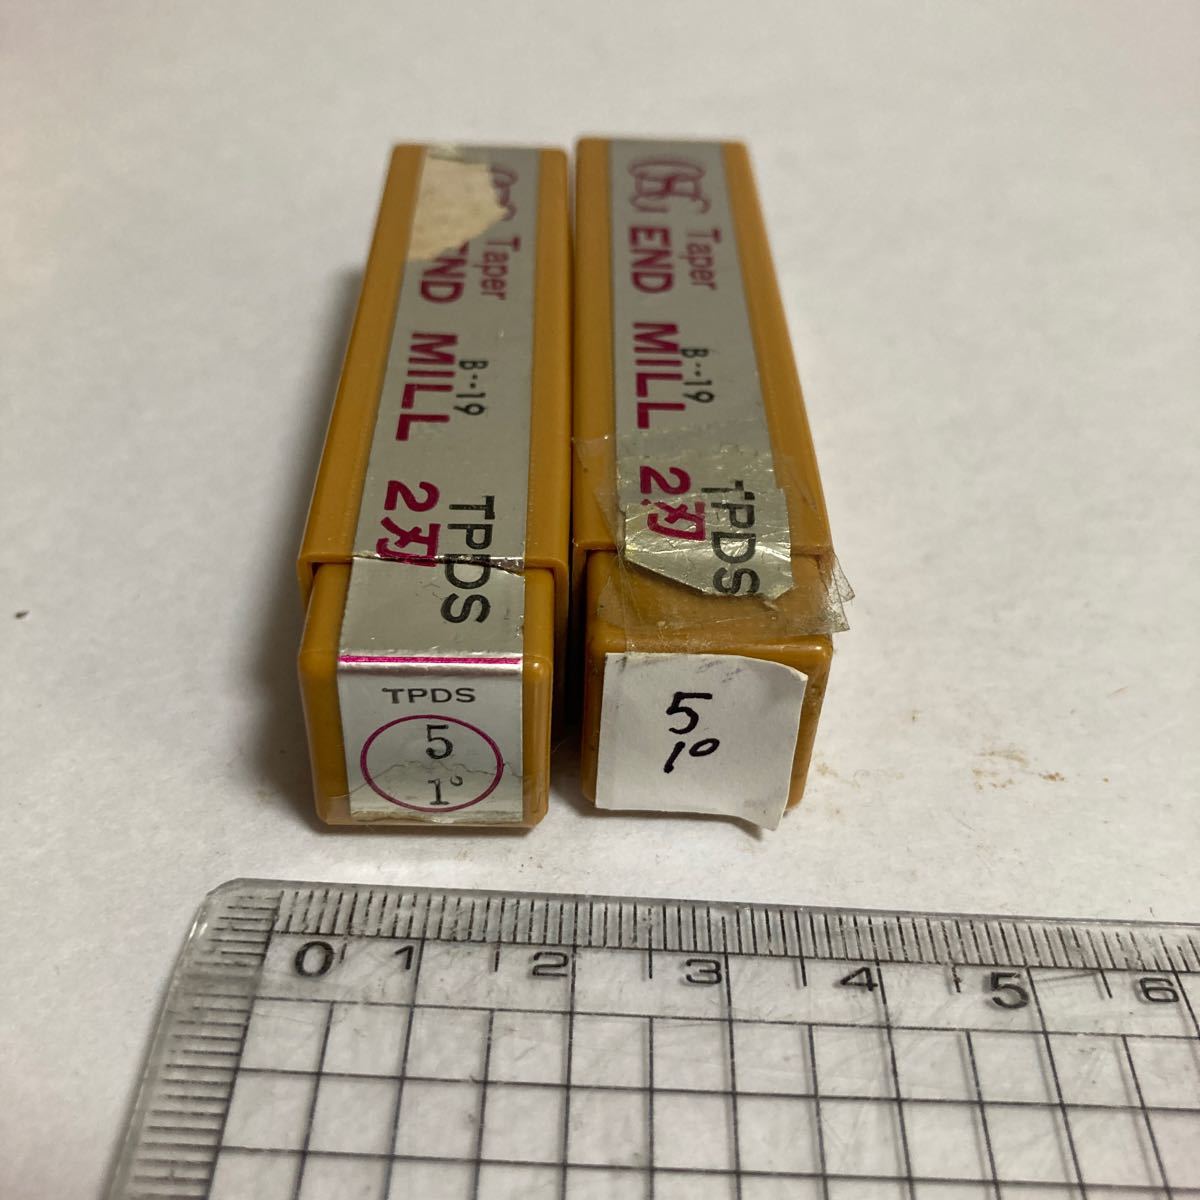 Taper
END MILL 2刃
B-19
TPDS
TPDS
5
1°
OSG
Taper
END MILL 2刃
B-19
TPDS
5
1°
0 1 2 3 4 5 6